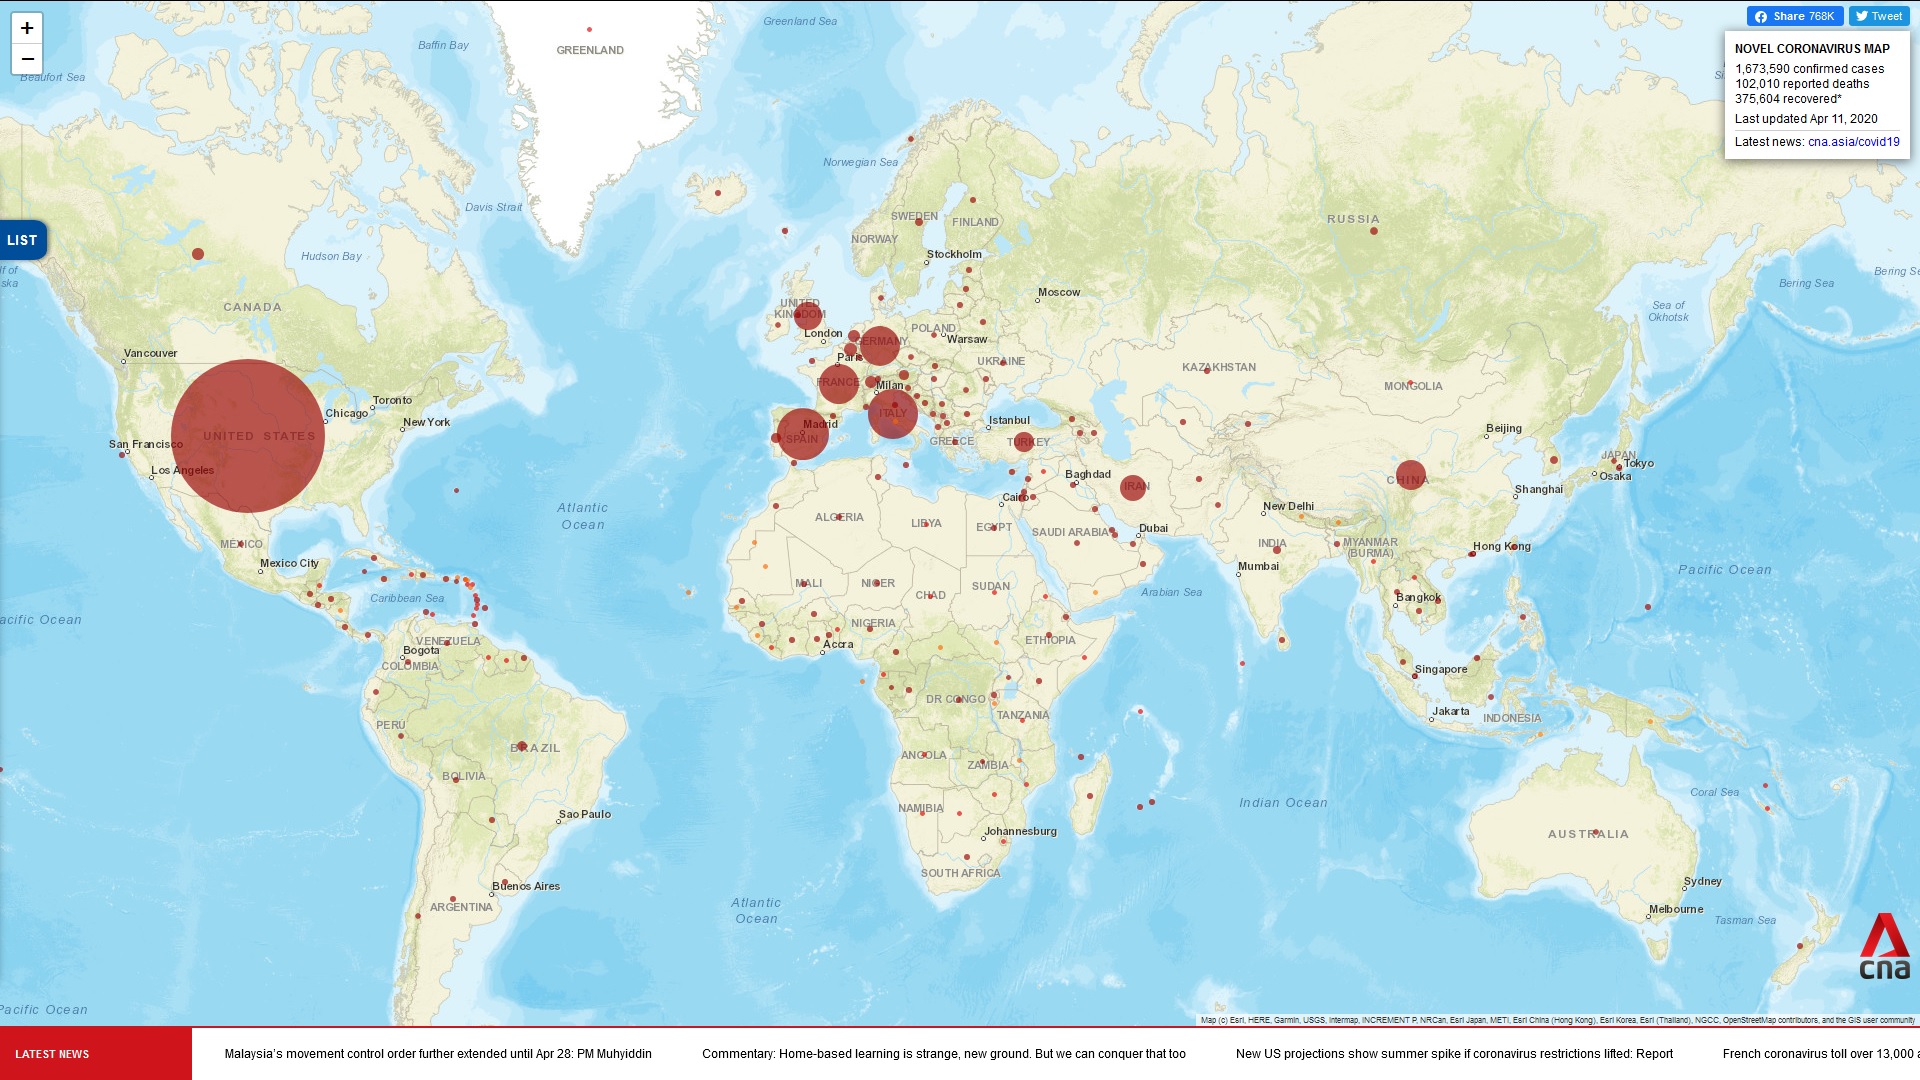 +
−
LIST
Share 768K
Tweet
NOVEL CORONAVIRUS MAP
1,673,590 confirmed cases
102,010 reported deaths
375,604 recovered*
Last updated Apr 11, 2020
Latest news: cna.asia/covid19
Greenland Sea
Baffin Bay
GREENLAND
Beaufort Sea
Norwegian Sea
Davis Strait
Hudson Bay
SWEDEN
FINLAND
NORWAY
RUSSIA
Stockholm
Bering Sea
Bering Se
Sea of
Okhotsk
Moscow
CANADA
UNITED
KINGDOM
London
POLAND
Warsaw
GERMANY
Paris
UKRAINE
KAZAKHSTAN
MONGOLIA
Vancouver
FRANCE
Milan
Toronto
Chicago
New York
ITALY
Madrid
SPAIN
Istanbul
GREECE
TURKEY
Beijing
UNITED STATES
San Francisco
Los Angeles
JAPAN
Tokyo
Osaka
Baghdad
IRAN
CHINA
Shanghai
Cairo
New Delhi
Atlantic
Ocean
ALGERIA
LIBYA
EGYPT
SAUDI ARABIA
Dubai
INDIA
MYANMAR
(BURMA)
Hong Kong
MÉXICO
Mexico City
Mumbai
Pacific Ocean
MALI
NIGER
CHAD
SUDAN
Arabian Sea
Bangkok
Caribbean Sea
acific Ocean
NIGERIA
VENEZUELA
Bogota
COLOMBIA
Accra
ETHIOPIA
Singapore
DR CONGO
TANZANIA
Jakarta
INDONESIA
PERÚ
BRAZIL
ANGOLA
ZAMBIA
BOLIVIA
Coral Sea
NAMIBIA
Indian Ocean
Sao Paulo
Johannesburg
AUSTRALIA
SOUTH AFRICA
Buenos Aires
ARGENTINA
Sydney
Melbourne
Tasman Sea
Atlantic
Ocean
cna
Pacific Ocean
Map (c) Esri, HERE, Garmin, USGS, Intermap, INCREMENT P, NRCan, Esri Japan, METI, Esri China (Hong Kong), Esri Korea, Esri (Thailand), NGCC, OpenStreetMap contributors, and the GIS user community
LATEST NEWS
Malaysia's movement control order further extended until Apr 28: PM Muhyiddin
Commentary: Home-based learning is strange, new ground. But we can conquer that too
New US projections show summer spike if coronavirus restrictions lifted: Report
French coronavirus toll over 13,000 a